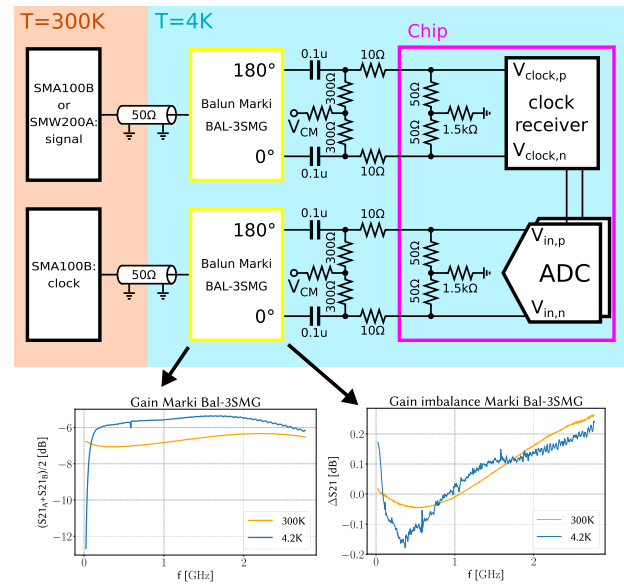 T=300K
T=4K
Chip
SMA100B
or
SMW200A:
signal
50Ω
180°
Balun Marki
BAL-3SMG
0°
0.1u
10Ω
300Ω
V_CM
300Ω
0.1u
10Ω
50Ω
50Ω
1.5kΩ
V_clock,p
clock
receiver
V_clock,n
SMA100B:
clock
50Ω
180°
Balun Marki
BAL-3SMG
0°
0.1u
10Ω
300Ω
V_CM
300Ω
0.1u
10Ω
50Ω
50Ω
1.5kΩ
V_in,p
ADC
V_in,n
Gain Marki Bal-3SMG
(S21_A+S21_B)/2 [dB]
−6
−8
−10
−12
0
1
2
f [GHz]
300K
4.2K
Gain imbalance Marki Bal-3SMG
ΔS21 [dB]
0.2
0.1
0.0
−0.1
−0.2
0
1
2
f [GHz]
300K
4.2K